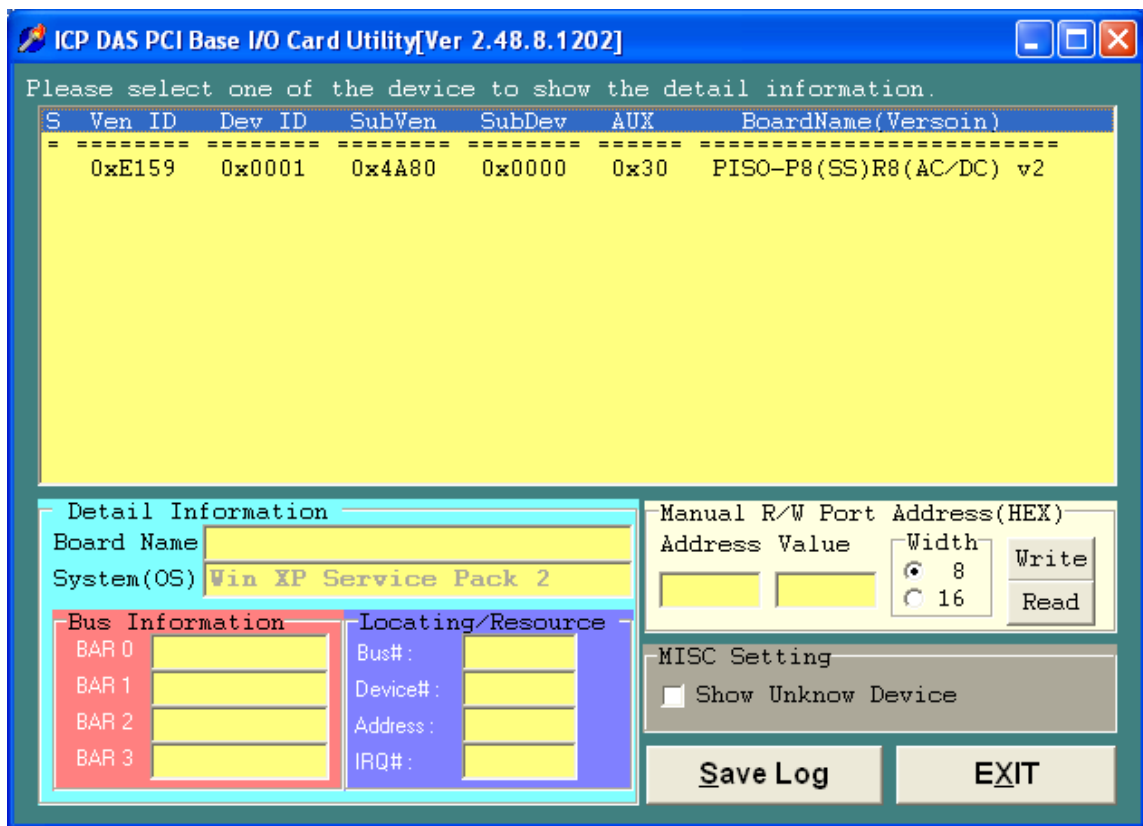 ICP DAS PCI Base I/O Card Utility[Ver 2.48.8.1202]
Please select one of the device to show the detail information.
S Ven ID Dev ID SubVen SubDev AUX BoardName(Versoin)
= ======== ======== ======== ======== ====== =========================
0xE159 0x0001 0x4A80 0x0000 0x30 PISO-P8(SS)R8(AC/DC) v2
Detail Information
Board Name
System(OS) Win XP Service Pack 2
Bus Information
BAR 0
BAR 1
BAR 2
BAR 3
Locating/Resource
Bus# :
Device# :
Address :
IRQ# :
Manual R/W Port Address(HEX)
Address Value Width
8
16
Write
Read
MISC Setting
Show Unknow Device
Save Log
EXIT